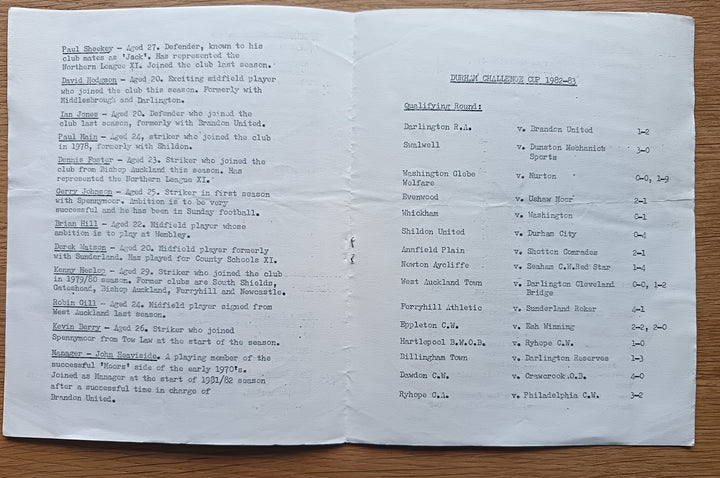 Paul Sheekey - Aged 27. Defender, known to his
club mates as 'Jack'. Has represented the
Northern League XI. Joined the club last season.
David Hodgson - Aged 20. Exciting midfield player
who joined the club this season. Formerly with
Middlesbrough and Darlington.
Ian Jones - Aged 20. Defender who joined the
club last season, formerly with Brandon United.
Paul Main - Aged 24, striker who joined the club
in 1978, formerly with Shildon.
Dennis Foster - Aged 23. Striker who joined the
club from Bishop Auckland this season. Has
represented the Northern League XI.
Gerry Johnson - Aged 25. Striker in first season
with Spennymoor. Ambition is to be very
successful and he has been in Sunday football.
Brian Hill - Aged 22. Midfield player whose
ambition is to play at Wembley.
Derek Watson - Aged 20. Midfield player formerly
with Sunderland. Has played for County Schools XI.
Kenny Heslop - Aged 29. Striker who joined the club
in 1979/80 season. Former clubs are South Shields,
Gateshead, Bishop Auckland, Ferryhill and Newcastle.
Robin Gill - Aged 24. Midfield player signed from
West Auckland last season.
Kevin Berry - Aged 26. Striker who joined
Spennymoor from Tow Law at the start of the season.
Manager - John Heaviside. A playing member of the
successful 'Moors' side of the early 1970's.
Joined as Manager at the start of 1981/82 season
after a successful time in charge of
Brandon United.
DURHAM CHALLENGE CUP 1982-83
Qualifying Round:
Darlington R.A. v. Brandon United 1-2
Swalwell v. Dunston Mechanics 3-0
Sports
Washington Glebe v. Murton 0-0, 1-9
Welfare
Evenwood v. Ushaw Moor 2-1
Whickham v. Washington 0-1
Shildon United v. Durham City 0-4
Annfield Plain v. Shotton Comrades 2-1
Newton Aycliffe v. Seaham C.W.Red Star 1-4
West Auckland Town v. Darlington Cleveland 0-0, 1-2
Bridge
Ferryhill Athletic v. Sunderland Roker 4-1
Eppleton C.W. v. Esh Winning 2-2, 2-0
Hartlepool B.W.O.B. v. Ryhope C.W. 1-0
Billingham Town v. Darlington Reserves 1-3
Dawdon C.W. v. Crawcrook.O.B. 4-0
Ryhope C.A. v. Philadelphia C.W. 3-2